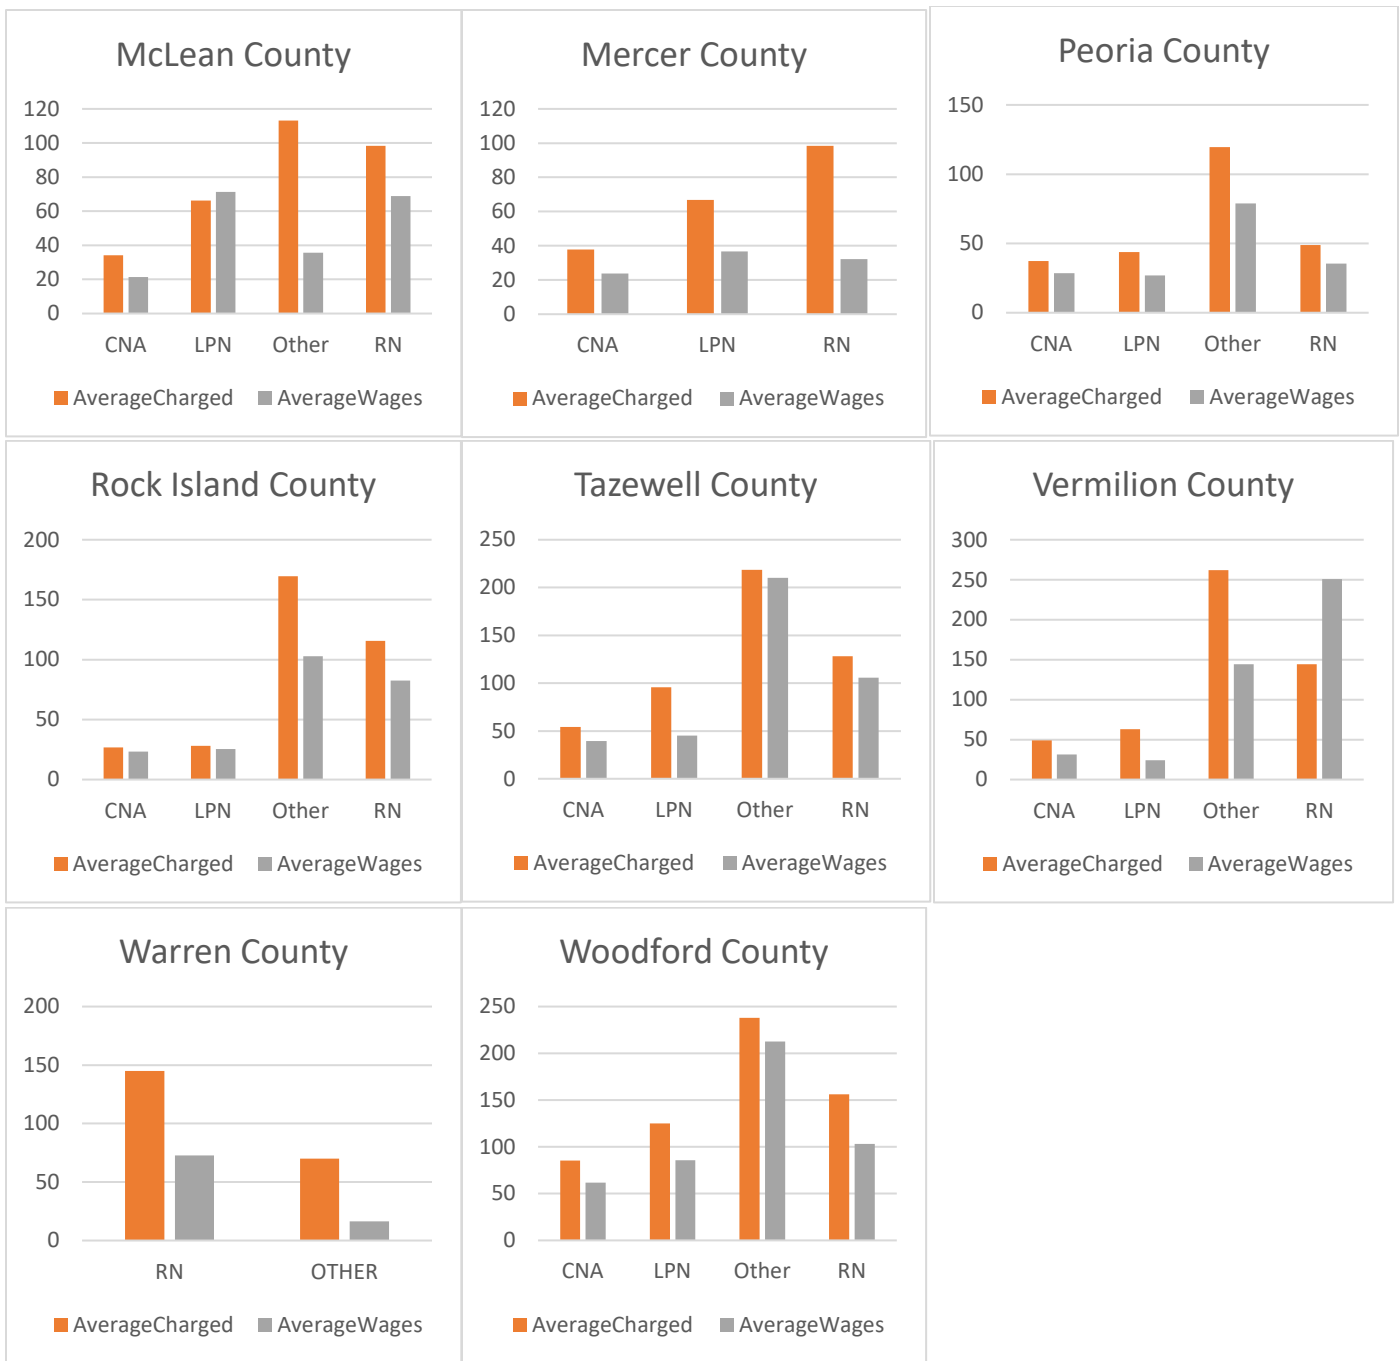 McLean County
120
100
80
60
40
20
0
CNA LPN Other RN
AverageCharged AverageWages
Mercer County
120
100
80
60
40
20
0
CNA LPN RN
AverageCharged AverageWages
Peoria County
150
100
50
0
CNA LPN Other RN
AverageCharged AverageWages
Rock Island County
200
150
100
50
0
CNA LPN Other RN
AverageCharged AverageWages
Tazewell County
250
200
150
100
50
0
CNA LPN Other RN
AverageCharged AverageWages
Vermilion County
300
250
200
150
100
50
0
CNA LPN Other RN
AverageCharged AverageWages
Warren County
200
150
100
50
0
RN OTHER
AverageCharged AverageWages
Woodford County
250
200
150
100
50
0
CNA LPN Other RN
AverageCharged AverageWages